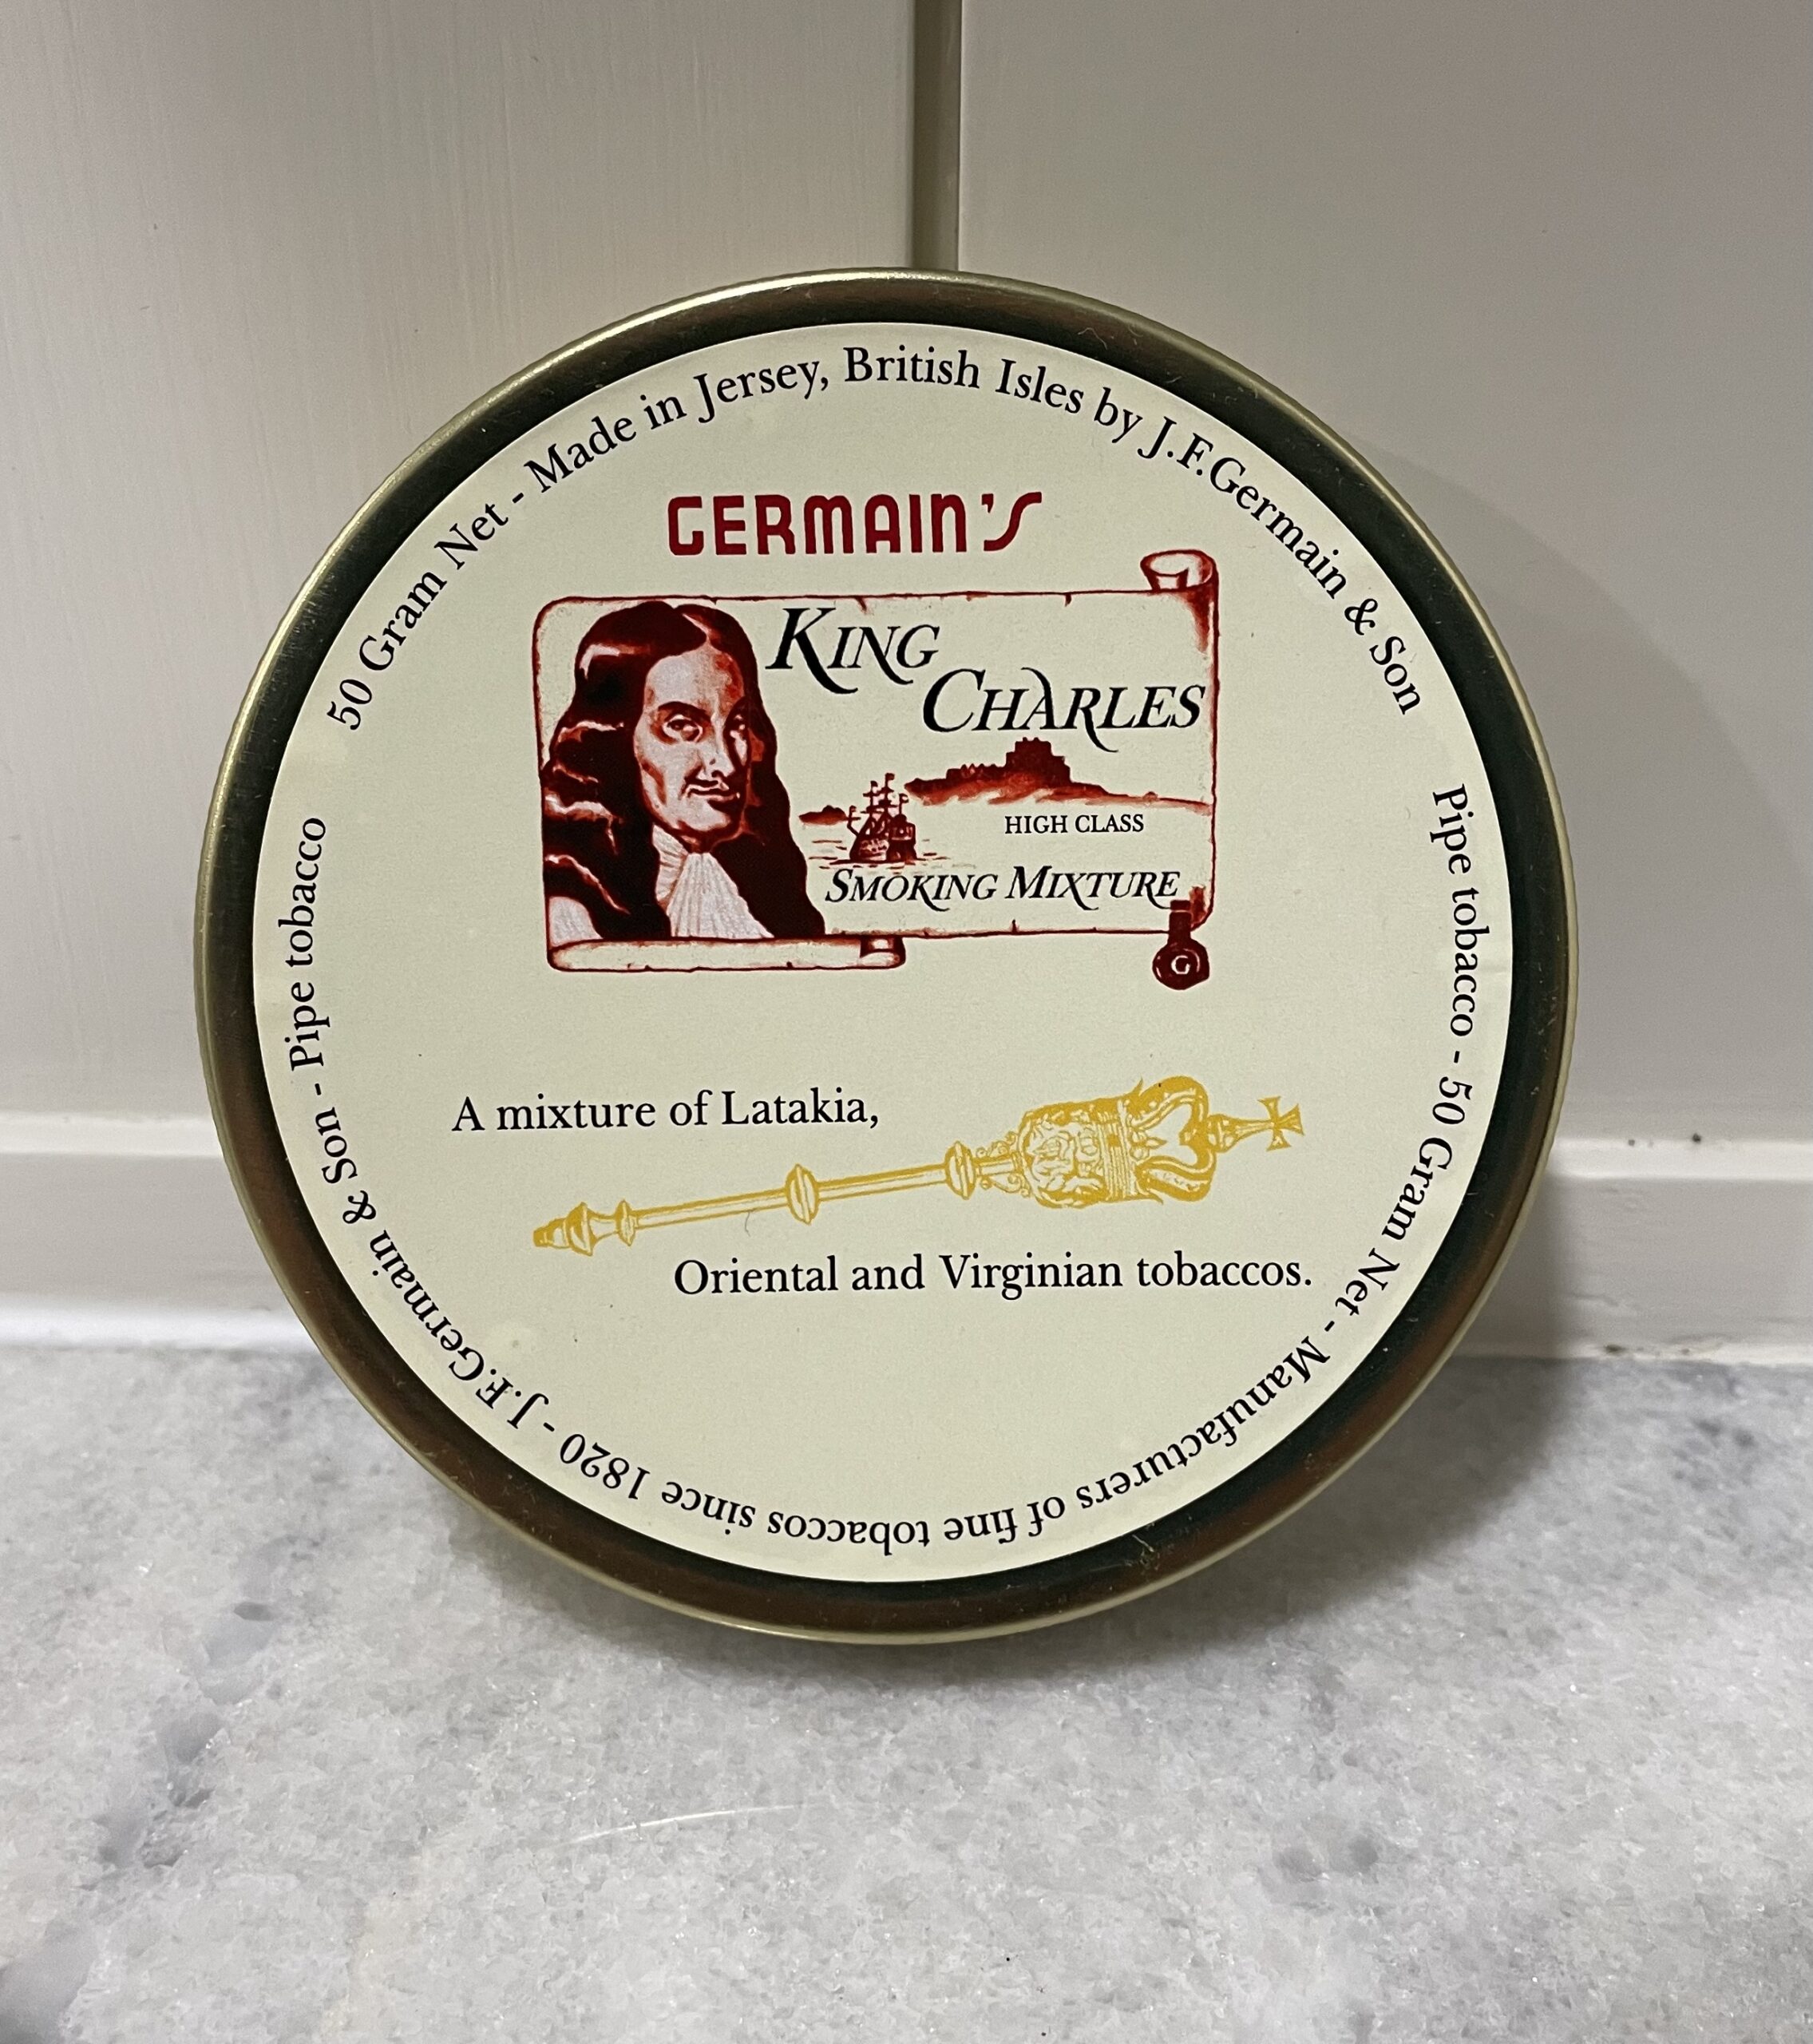 50 Gram Net - Made in Jersey, British Isles by J.F.Germain & Son
GERMAIN'S
KING
CHARLES
HIGH CLASS
SMOKING MIXTURE
G
A mixture of Latakia,
Oriental and Virginian tobaccos.
Pipe tobacco - 50 Gram Net - Manufacturers of fine tobaccos since 1820 - J.F.Germain & Son - Pipe tobacco